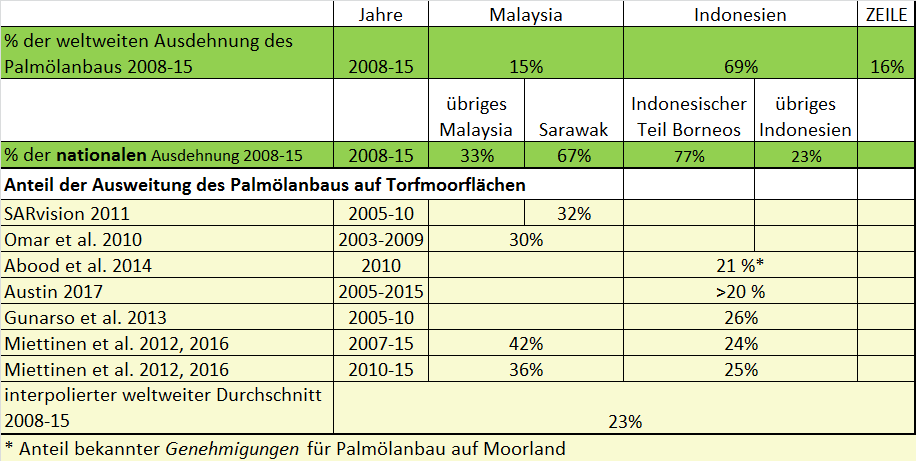 Jahre Malaysia Indonesien ZEILE
% der weltweiten Ausdehnung des
Palmölanbaus 2008-15 2008-15 15% 69% 16%
übriges Indonesischer übriges
Malaysia Sarawak Teil Borneos Indonesien
% der nationalen Ausdehnung 2008-15 2008-15 33% 67% 77% 23%
Anteil der Ausweitung des Palmölanbaus auf Torfmoorflächen
SARvision 2011 2005-10 32%
Omar et al. 2010 2003-2009 30%
Abood et al. 2014 2010 21 %*
Austin 2017 2005-2015 >20 %
Gunarso et al. 2013 2005-10 26%
Miettinen et al. 2012, 2016 2007-15 42% 24%
Miettinen et al. 2012, 2016 2010-15 36% 25%
interpolierter weltweiter Durchschnitt
2008-15 23%
* Anteil bekannter Genehmigungen für Palmölanbau auf Moorland